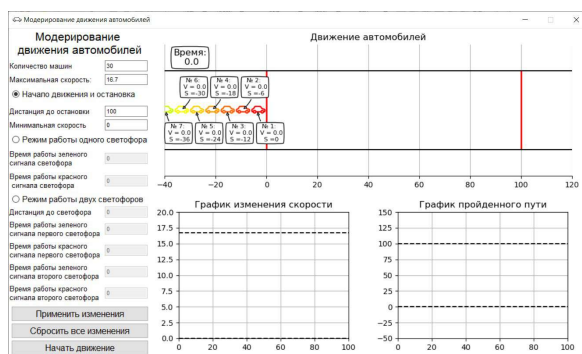 Модерирование движения автомобилей
Модерирование
движения автомобилей
Количество машин 30
Максимальная скорость: 16.7
Начало движения и остановка
Дистанция до остановки 100
Минимальная скорость 0
Режим работы одного светофора
Время работы зеленого
сигнала светофора 0
Время работы красного
сигнала светофора 0
Режим работы двух светофоров
Дистанция до светофора 0
Время работы зеленого
сигнала первого светофора 0
Время работы красного
сигнала первого светофора 0
Время работы зеленого
сигнала второго светофора 0
Время работы красного
сигнала второго светофора 0
Применить изменения
Сбросить все изменения
Начать движение
Движение автомобилей
Время:
0.0
№ 6:
V = 0.0
S =-30
№ 4:
V = 0.0
S =-18
№ 2:
V = 0.0
S =-6
№ 7:
V = 0.0
S =-36
№ 5:
V = 0.0
S =-24
№ 3:
V = 0.0
S =-12
№ 1:
V = 0.0
S =0
−40 −20 0 20 40 60 80 100 120
График изменения скорости
20.0
17.5
15.0
12.5
10.0
7.5
5.0
2.5
0.0
0 20 40 60 80 100
График пройденного пути
150
125
100
75
50
25
0
−25
−50
0 20 40 60 80 100